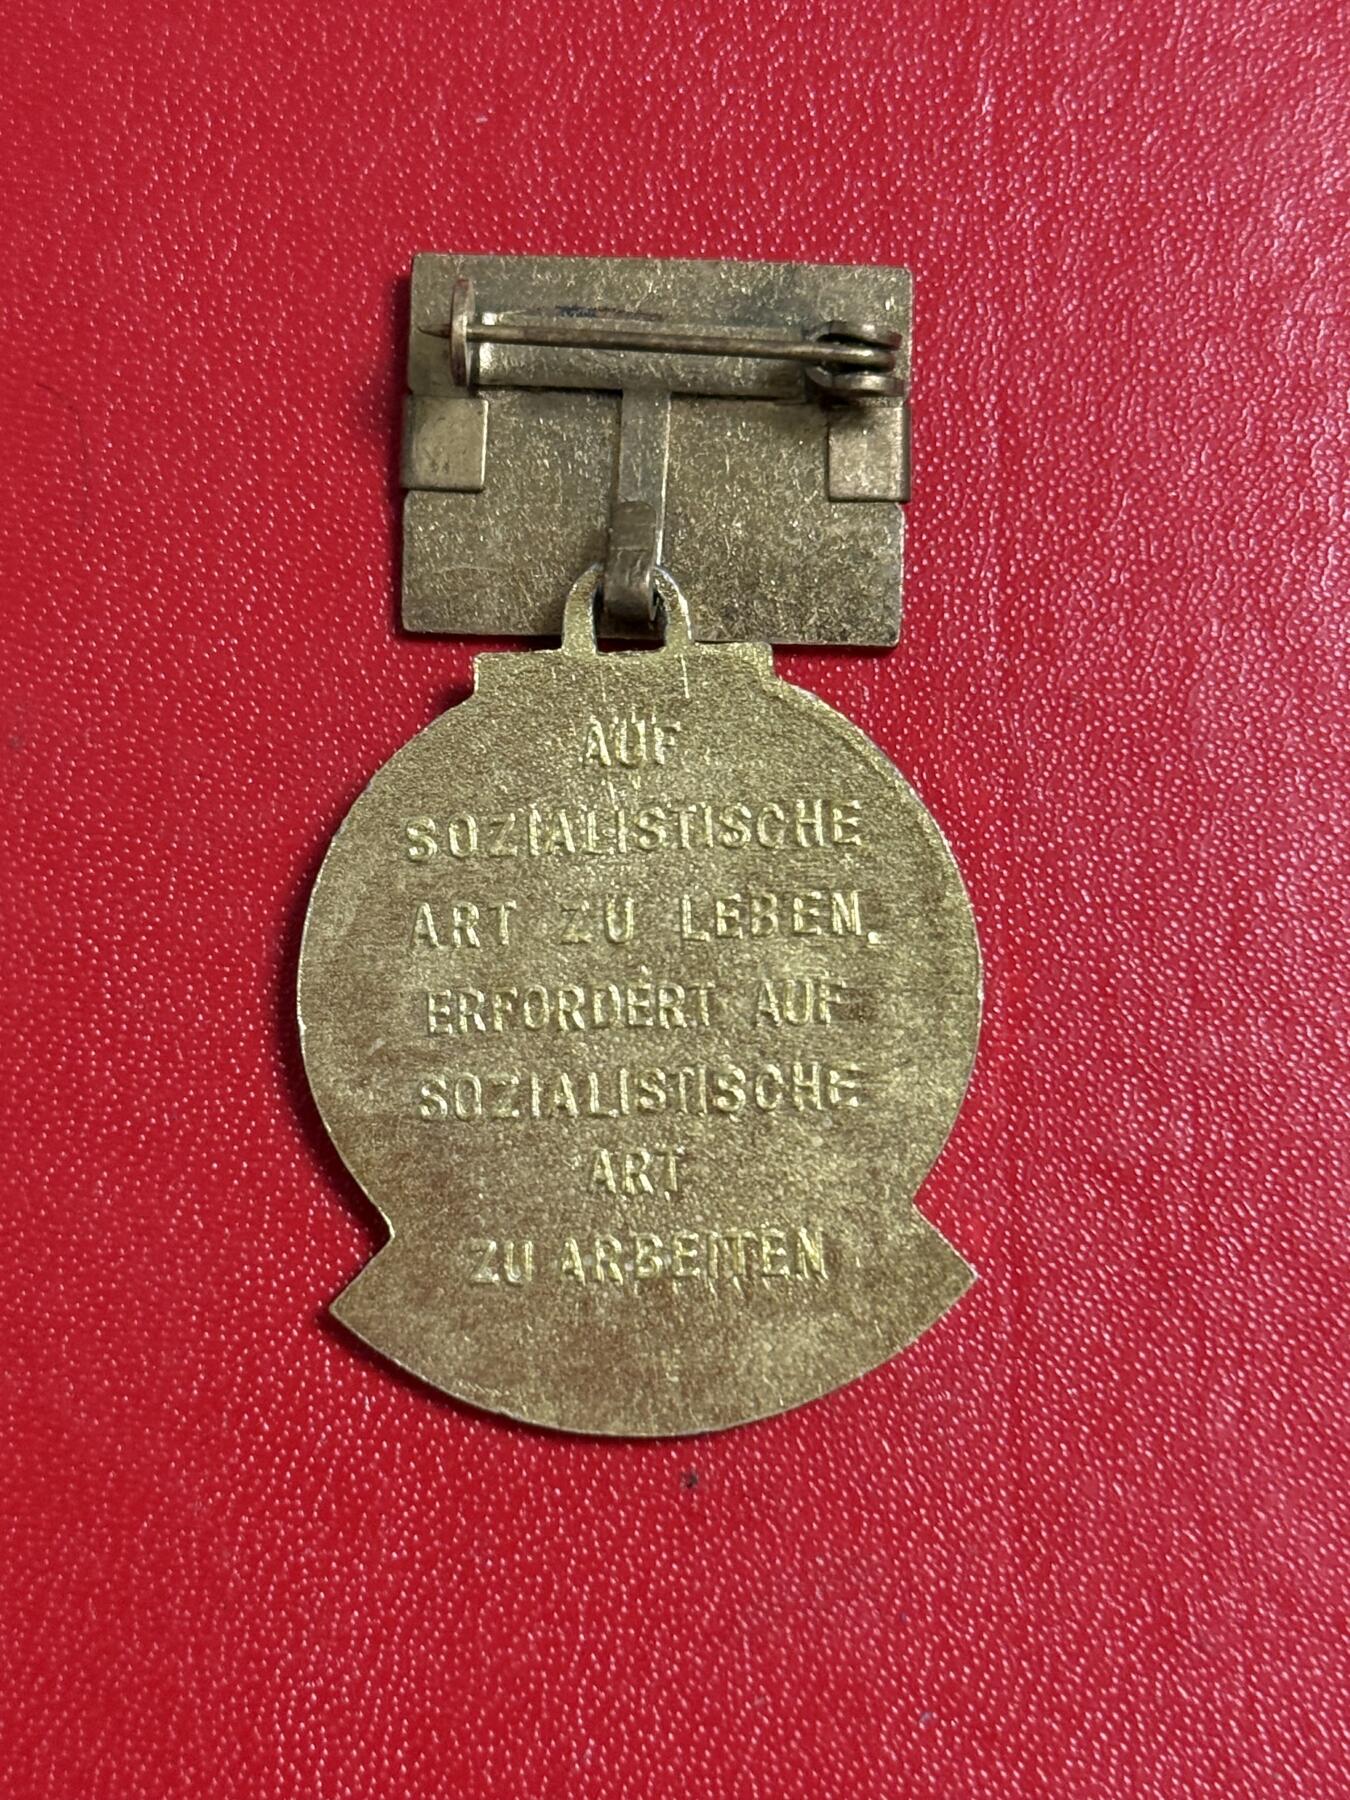 AUF
SOZIALISTISCHE
ART ZU LEBEN,
ERFORDERT AUF
SOZIALISTISCHE
ART
ZU ARBEITEN